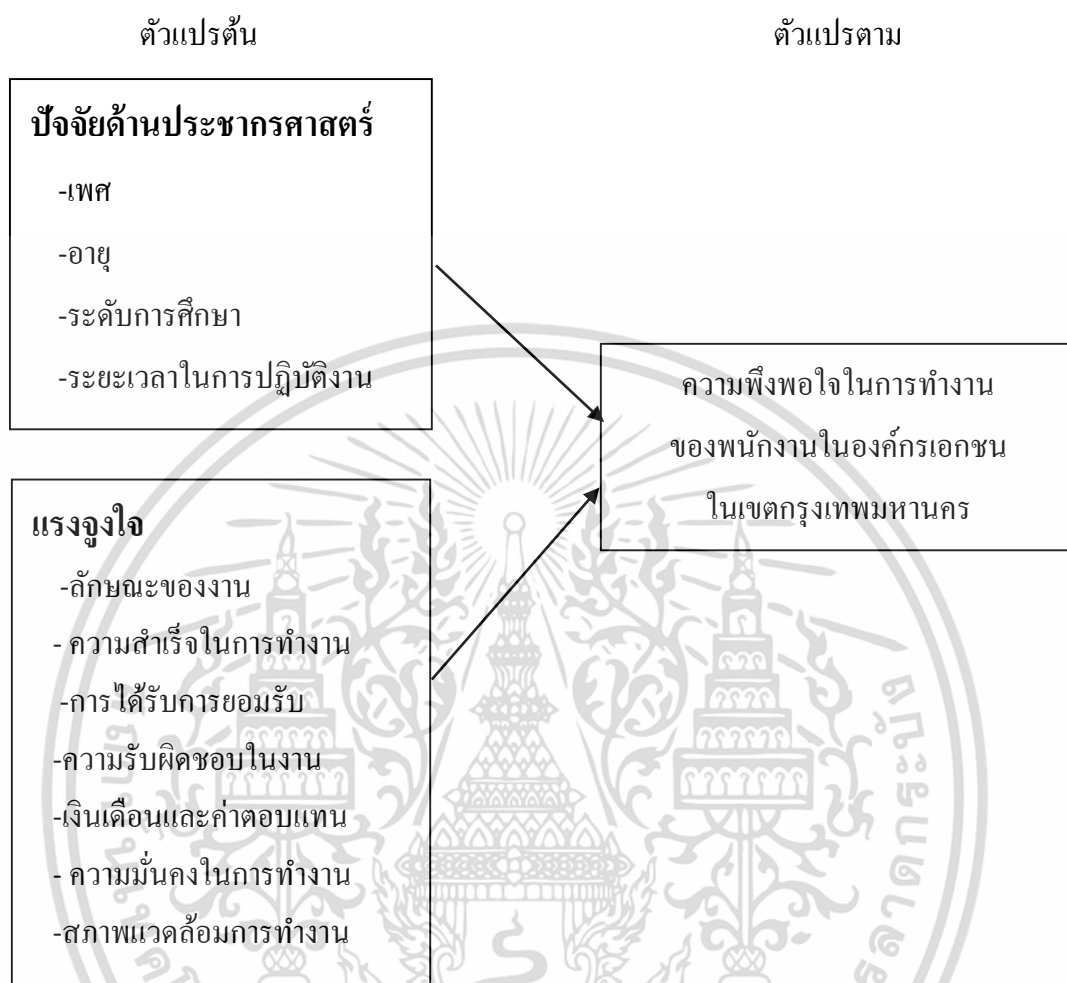 ตัวแปรต้น
ตัวแปรตาม
ปัจจัยด้านประชากรศาสตร์
-เพศ
-อายุ
-ระดับการศึกษา
-ระยะเวลาในการปฏิบัติงาน
ความพึงพอใจในการทำงาน
ของพนักงานในองค์กรเอกชน
ในเขตกรุงเทพมหานคร
แรงจูงใจ
-ลักษณะของงาน
- ความสำเร็จในการทำงาน
-การได้รับการยอมรับ
-ความรับผิดชอบในงาน
-เงินเดือนและค่าตอบแทน
- ความมั่นคงในการทำงาน
-สภาพแวดล้อมการทำงาน